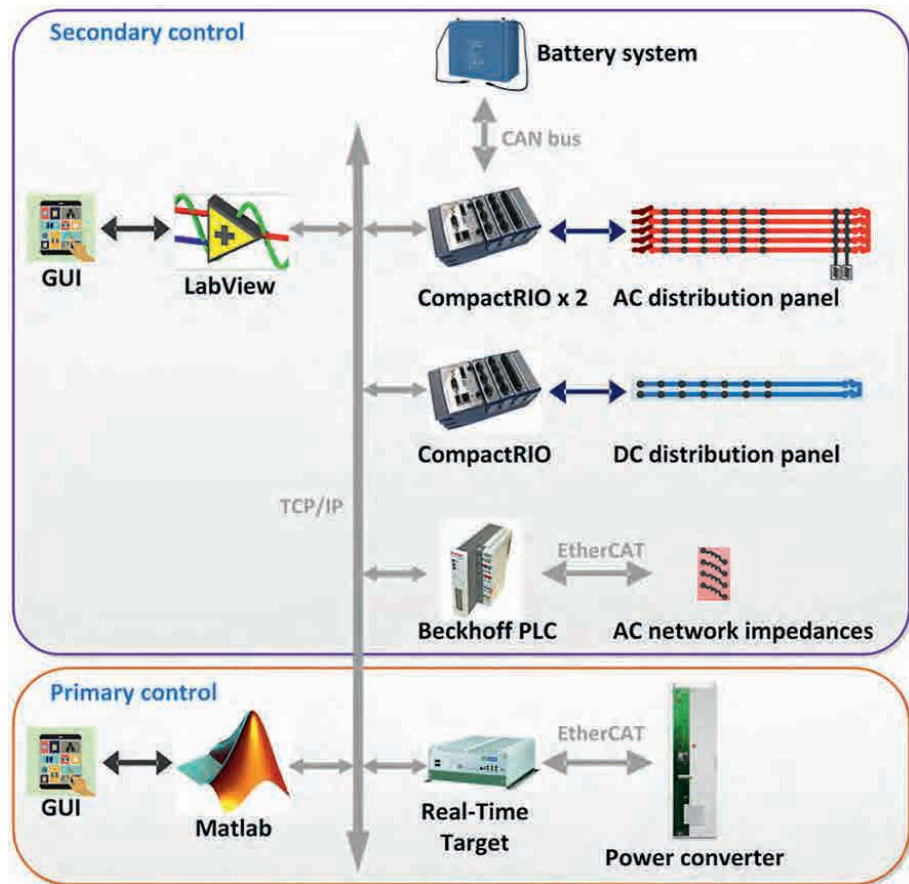 Secondary control
Battery system
CAN bus
GUI
LabView
CompactRIO x 2
AC distribution panel
CompactRIO
DC distribution panel
TCP/IP
EtherCAT
Beckhoff PLC
AC network impedances
Primary control
EtherCAT
GUI
Matlab
Real-Time
Target
Power converter